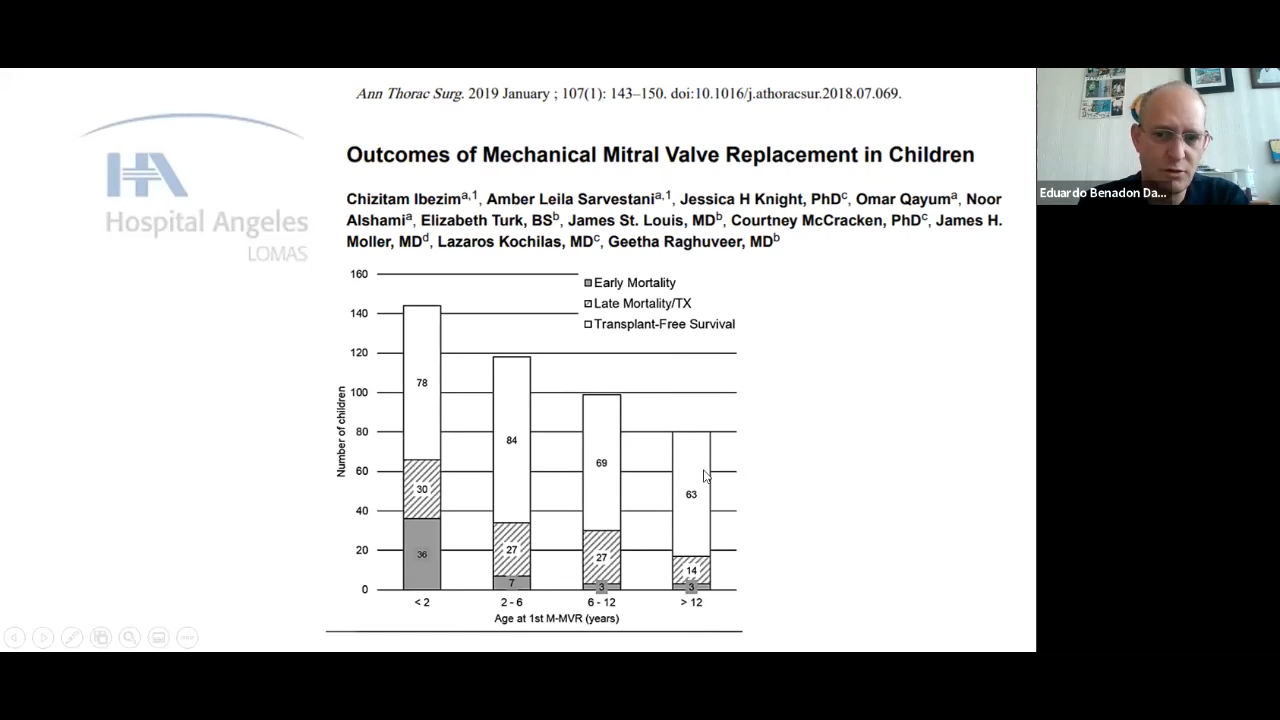 Ann Thorac Surg. 2019 January ; 107(1): 143–150. doi:10.1016/j.athoracsur.2018.07.069.
HA
Hospital Angeles
LOMAS
Outcomes of Mechanical Mitral Valve Replacement in Children
Chizitam Ibezim^a,1, Amber Leila Sarvestani^a,1, Jessica H Knight, PhD^c, Omar Qayum^a, Noor
Alshami^a, Elizabeth Turk, BS^b, James St. Louis, MD^b, Courtney McCracken, PhD^c, James H.
Moller, MD^d, Lazaros Kochilas, MD^c, Geetha Raghuveer, MD^b
Eduardo Benadon Da...
Early Mortality
Late Mortality/TX
Transplant-Free Survival
Number of children
160
140
120
100
80
60
40
20
0
78
30
36
84
27
7
69
27
3
63
14
3
< 2
2 - 6
6 - 12
> 12
Age at 1st M-MVR (years)